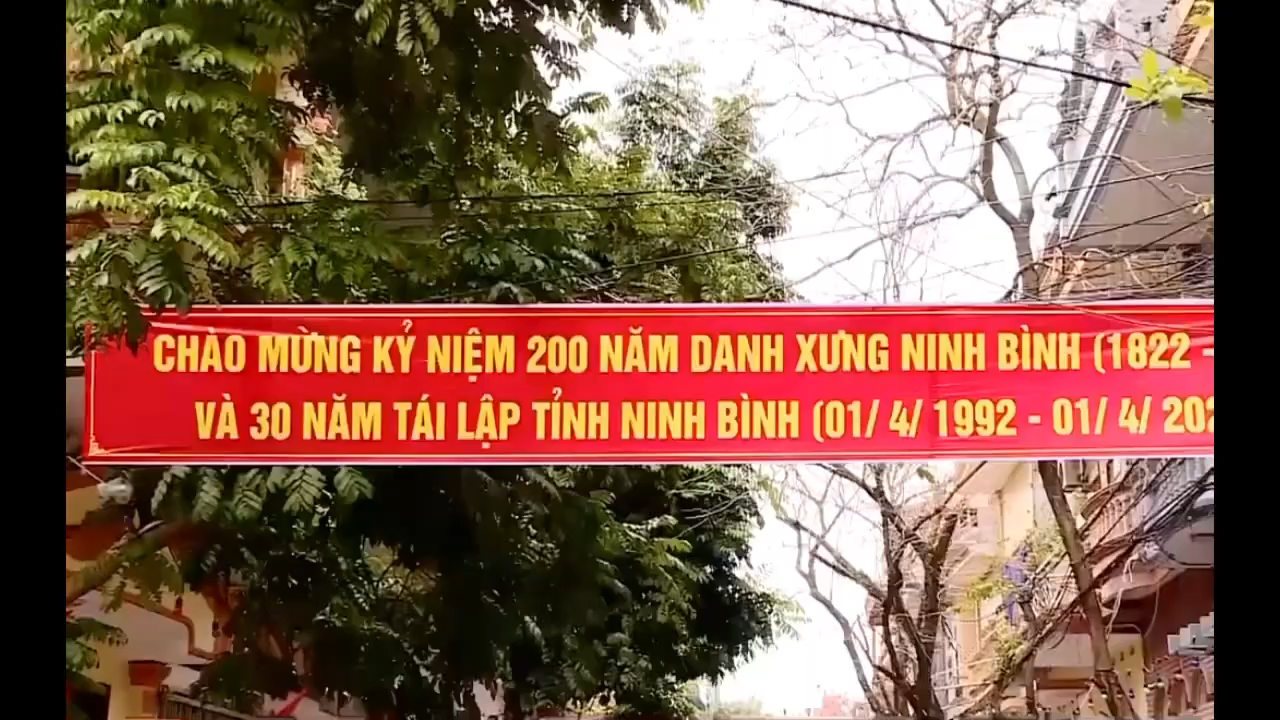 CHÀO MỪNG KỶ NIỆM 200 NĂM DANH XƯNG NINH BÌNH (1822 -
VÀ 30 NĂM TÁI LẬP TỈNH NINH BÌNH (01/ 4/ 1992 - 01/ 4/